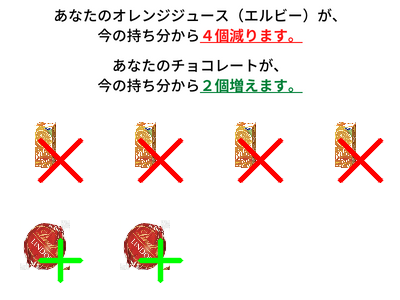 あなたのオレンジジュース（エルビー）が、
今の持ち分から４個減ります。
あなたのチョコレートが、
今の持ち分から２個増えます。